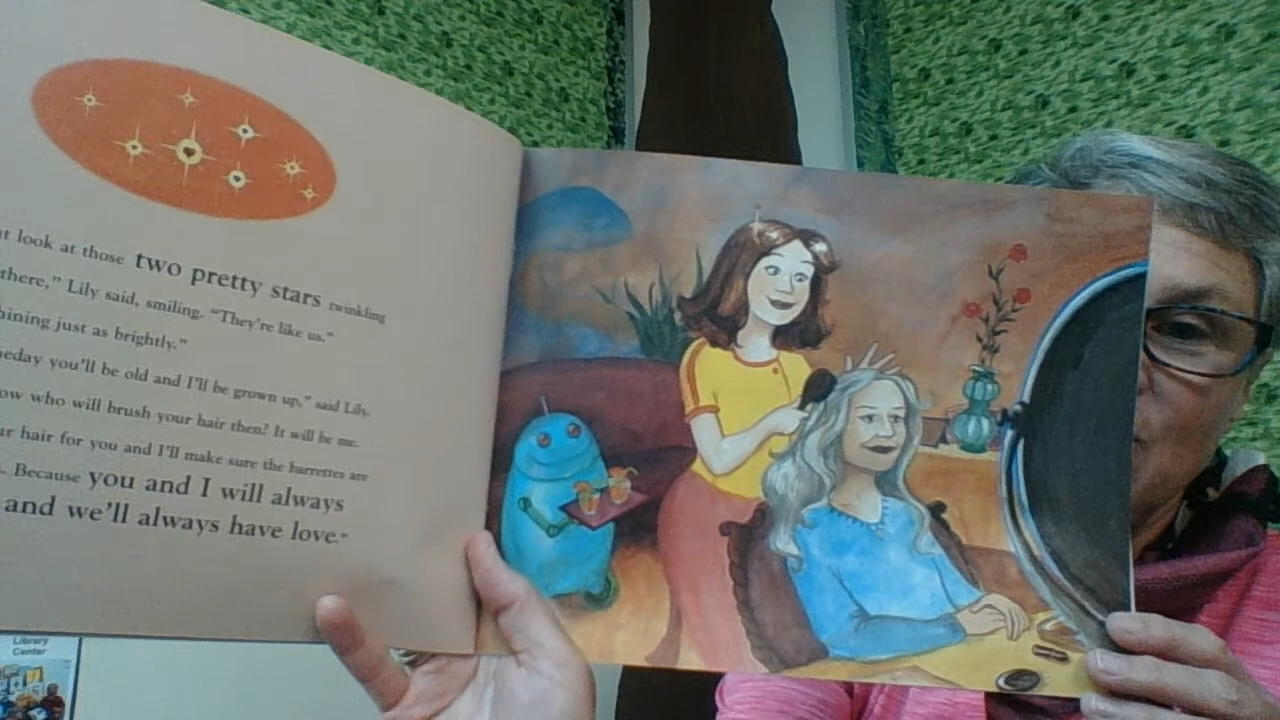 look at those two pretty stars twinkling
there," Lily said, smiling. "They're like us."
just as brightly."
you'll be old and I'll be grown up," said Lily.
who will brush your hair then? It will be me.
hair for you and I'll make sure the barrettes are
Because you and I will always
and we'll always have love."
Library
Center